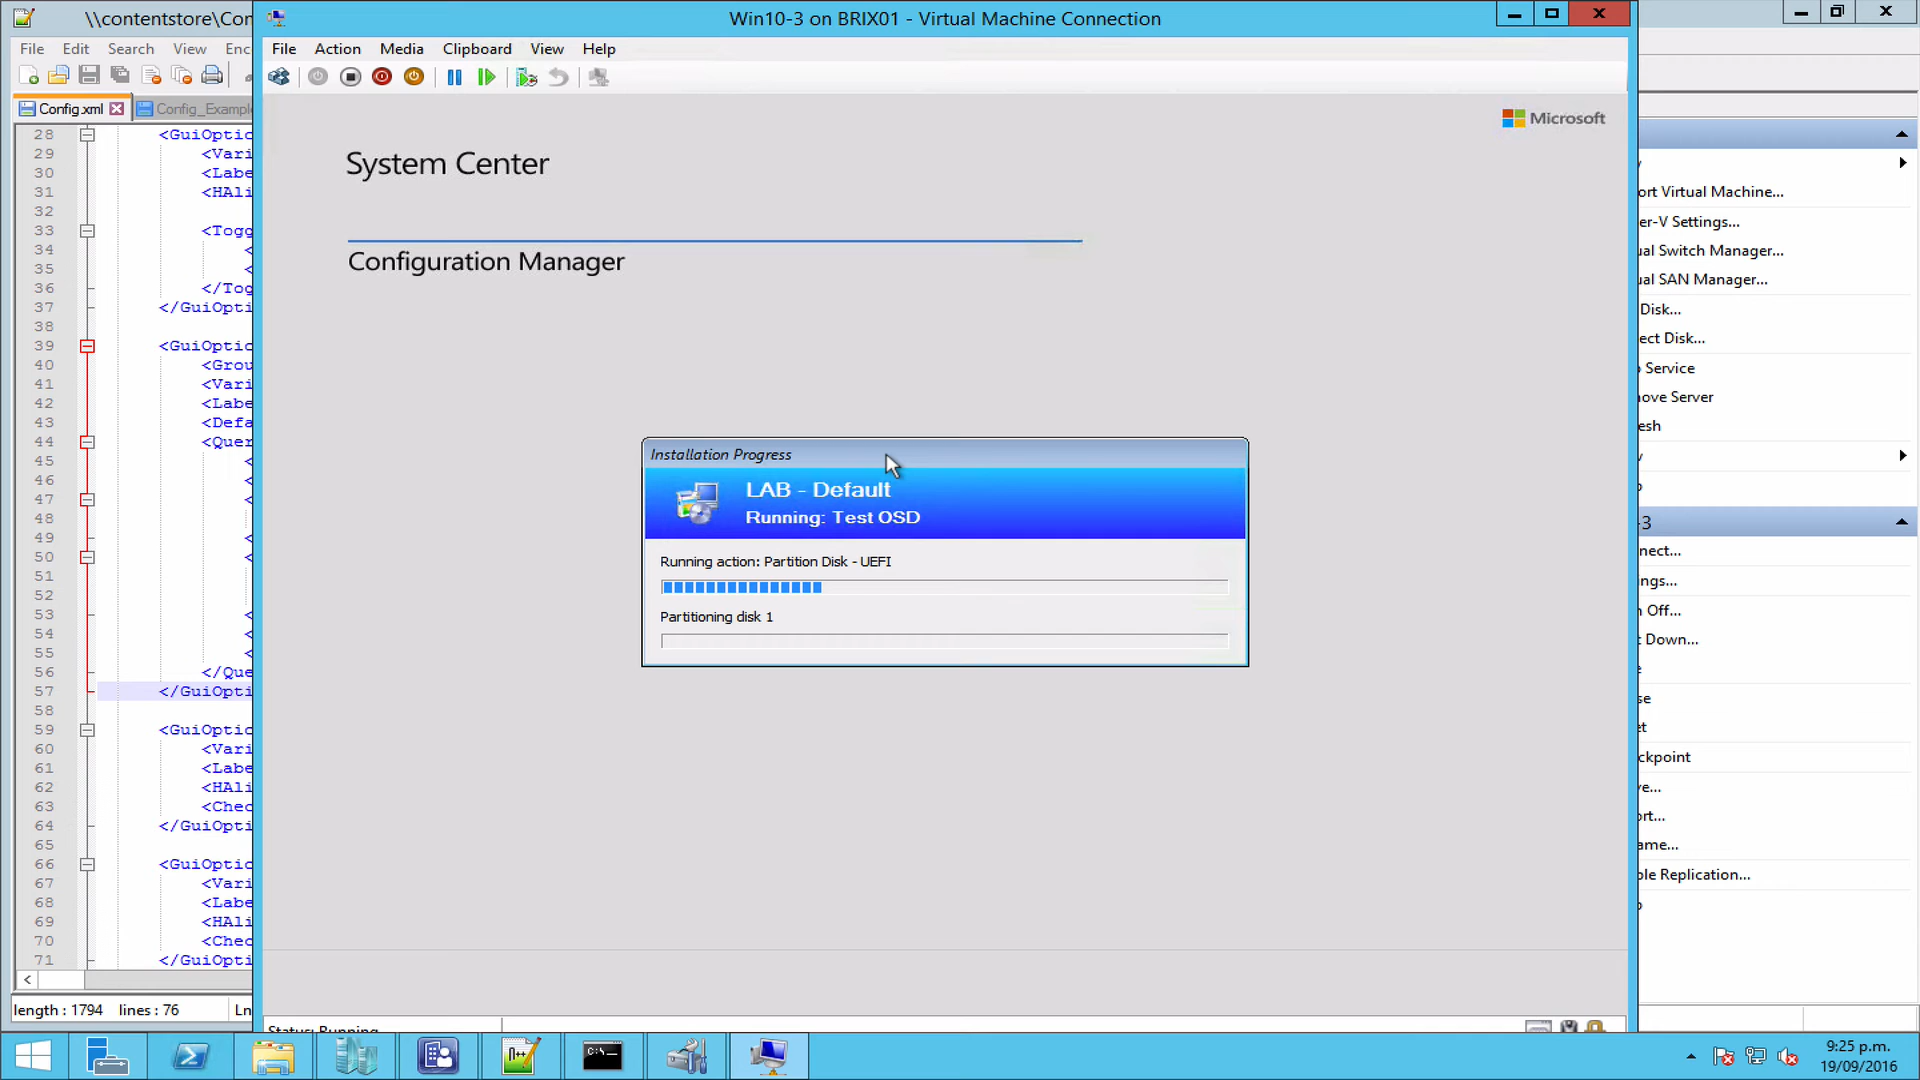 \\contentstore\Con
File Edit Search View Enc
Config.xml
Config_Example
28 <GuiOptic
29 <Vari
30 <Labe
31 <HAli
32
33 <Togg
34 <
35 <
36 </Tog
37 </GuiOpti
38
39 <GuiOptic
40 <Grou
41 <Vari
42 <Labe
43 <Defa
44 <Quer
45 <
46 <
47 <
48
49 <
50 <
51
52
53 <
54 <
55 <
56 </Que
57 </GuiOpti
58
59 <GuiOptic
60 <Vari
61 <Labe
62 <HAli
63 <Chec
64 </GuiOpti
65
66 <GuiOptic
67 <Vari
68 <Labe
69 <HAli
70 <Chec
71 </GuiOpti
length : 1794 lines : 76 Ln
Win10-3 on BRIX01 - Virtual Machine Connection
File Action Media Clipboard View Help
Microsoft
System Center
Configuration Manager
Installation Progress
LAB - Default
Running: Test OSD
Running action: Partition Disk - UEFI
Partitioning disk 1
Status: Running
ort Virtual Machine...
er-V Settings...
ual Switch Manager...
ual SAN Manager...
Disk...
ect Disk...
Service
ove Server
esh
-3
nect...
ngs...
n Off...
t Down...
e
se
et
ckpoint
ve...
ort...
ame...
ble Replication...
9:25 p.m.
19/09/2016